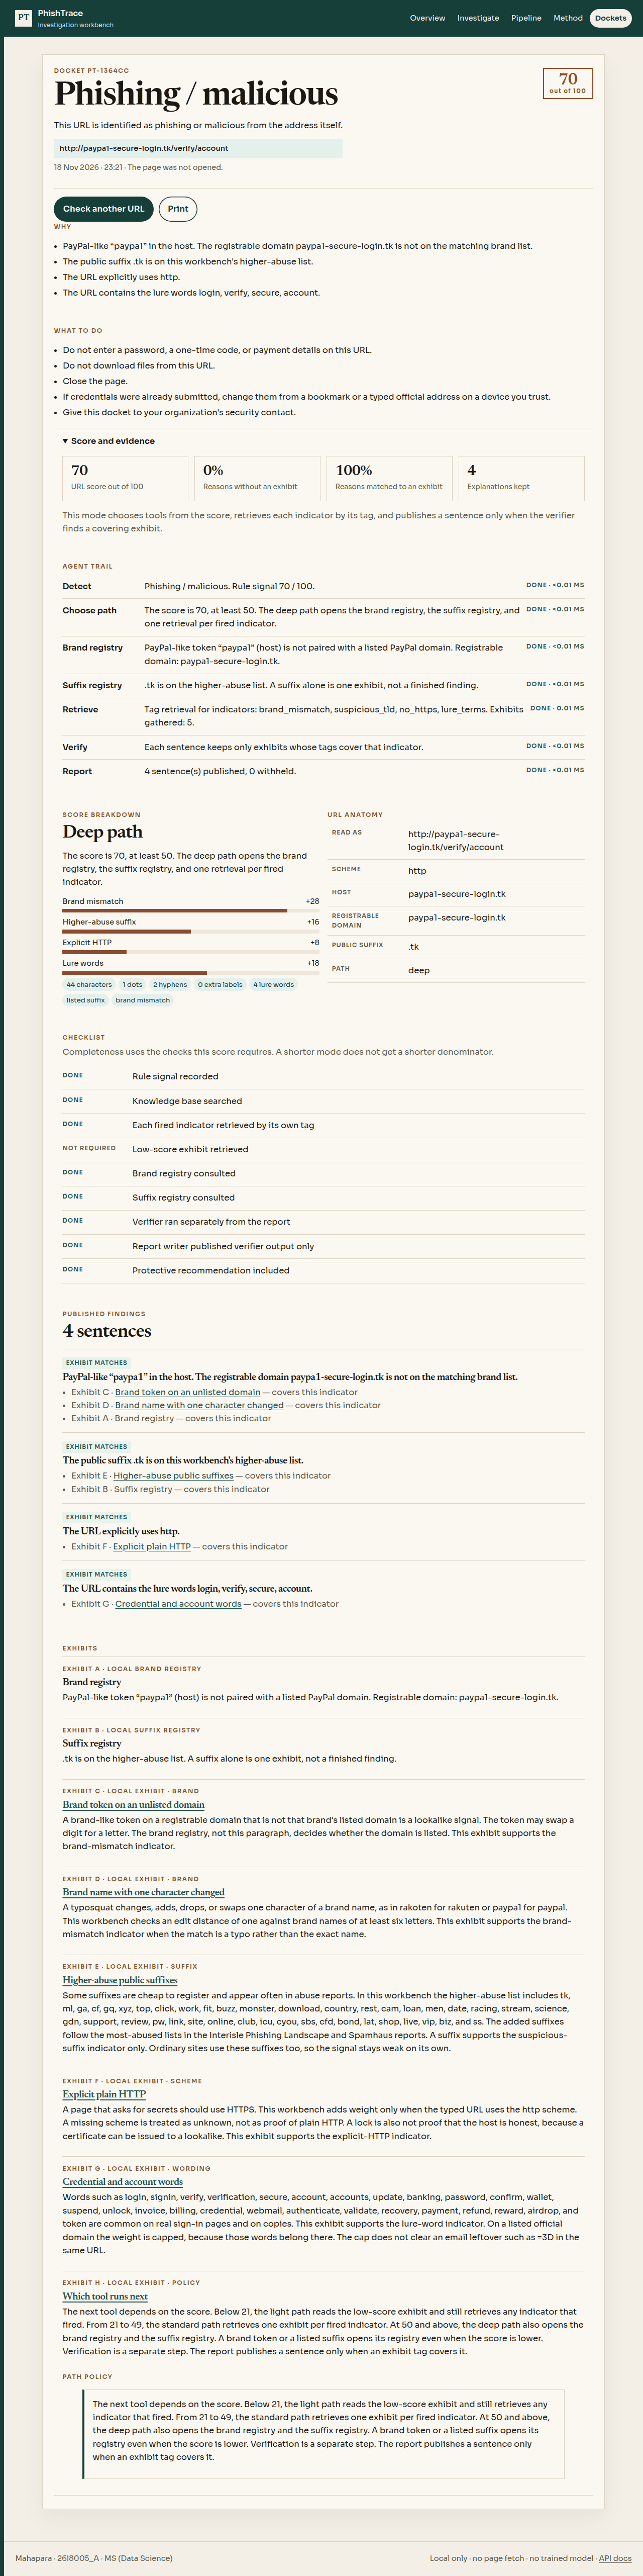 PT
PhishTrace
Investigation workbench
Overview
Investigate
Pipeline
Method
Dockets
DOCKET PT-1364CC
Phishing / malicious
70
out of 100
This URL is identified as phishing or malicious from the address itself.
http://paypa1-secure-login.tk/verify/account
18 Nov 2026 · 23:21 · The page was not opened.
Check another URL
Print
WHY
• PayPal-like “paypa1” in the host. The registrable domain paypa1-secure-login.tk is not on the matching brand list.
• The public suffix .tk is on this workbench's higher-abuse list.
• The URL explicitly uses http.
• The URL contains the lure words login, verify, secure, account.
WHAT TO DO
• Do not enter a password, a one-time code, or payment details on this URL.
• Do not download files from this URL.
• Close the page.
• If credentials were already submitted, change them from a bookmark or a typed official address on a device you trust.
• Give this docket to your organization's security contact.
▼ Score and evidence
70
URL score out of 100
0%
Reasons without an exhibit
100%
Reasons matched to an exhibit
4
Explanations kept
This mode chooses tools from the score, retrieves each indicator by its tag, and publishes a sentence only when the verifier
finds a covering exhibit.
AGENT TRAIL
Detect
Phishing / malicious. Rule signal 70 / 100.
DONE · <0.01 MS
Choose path
The score is 70, at least 50. The deep path opens the brand registry, the suffix registry, and
one retrieval per fired indicator.
DONE · <0.01 MS
Brand registry
PayPal-like token “paypa1” (host) is not paired with a listed PayPal domain. Registrable
domain: paypa1-secure-login.tk.
DONE · <0.01 MS
Suffix registry
.tk is on the higher-abuse list. A suffix alone is one exhibit, not a finished finding.
DONE · <0.01 MS
Retrieve
Tag retrieval for indicators: brand_mismatch, suspicious_tld, no_https, lure_terms. Exhibits
gathered: 5.
DONE · 0.01 MS
Verify
Each sentence keeps only exhibits whose tags cover that indicator.
DONE · <0.01 MS
Report
4 sentence(s) published, 0 withheld.
DONE · <0.01 MS
SCORE BREAKDOWN
Deep path
The score is 70, at least 50. The deep path opens the brand
registry, the suffix registry, and one retrieval per fired
indicator.
Brand mismatch +28
Higher-abuse suffix +16
Explicit HTTP +8
Lure words +18
44 characters
1 dots
2 hyphens
0 extra labels
4 lure words
listed suffix
brand mismatch
URL ANATOMY
READ AS
http://paypa1-secure-
login.tk/verify/account
SCHEME
http
HOST
paypa1-secure-login.tk
REGISTRABLE
DOMAIN
paypa1-secure-login.tk
PUBLIC SUFFIX
.tk
PATH
deep
CHECKLIST
Completeness uses the checks this score requires. A shorter mode does not get a shorter denominator.
DONE Rule signal recorded
DONE Knowledge base searched
DONE Each fired indicator retrieved by its own tag
NOT REQUIRED Low-score exhibit retrieved
DONE Brand registry consulted
DONE Suffix registry consulted
DONE Verifier ran separately from the report
DONE Report writer published verifier output only
DONE Protective recommendation included
PUBLISHED FINDINGS
4 sentences
EXHIBIT MATCHES
PayPal-like “paypa1” in the host. The registrable domain paypa1-secure-login.tk is not on the matching brand list.
• Exhibit C · Brand token on an unlisted domain — covers this indicator
• Exhibit D · Brand name with one character changed — covers this indicator
• Exhibit A · Brand registry — covers this indicator
EXHIBIT MATCHES
The public suffix .tk is on this workbench's higher-abuse list.
• Exhibit E · Higher-abuse public suffixes — covers this indicator
• Exhibit B · Suffix registry — covers this indicator
EXHIBIT MATCHES
The URL explicitly uses http.
• Exhibit F · Explicit plain HTTP — covers this indicator
EXHIBIT MATCHES
The URL contains the lure words login, verify, secure, account.
• Exhibit G · Credential and account words — covers this indicator
EXHIBITS
EXHIBIT A · LOCAL BRAND REGISTRY
Brand registry
PayPal-like token “paypa1” (host) is not paired with a listed PayPal domain. Registrable domain: paypa1-secure-login.tk.
EXHIBIT B · LOCAL SUFFIX REGISTRY
Suffix registry
.tk is on the higher-abuse list. A suffix alone is one exhibit, not a finished finding.
EXHIBIT C · LOCAL EXHIBIT · BRAND
Brand token on an unlisted domain
A brand-like token on a registrable domain that is not that brand's listed domain is a lookalike signal. The token may swap a
digit for a letter. The brand registry, not this paragraph, decides whether the domain is listed. This exhibit supports the
brand-mismatch indicator.
EXHIBIT D · LOCAL EXHIBIT · BRAND
Brand name with one character changed
A typosquat changes, adds, drops, or swaps one character of a brand name, as in rakoten for rakuten or paypa1 for paypal.
This workbench checks an edit distance of one against brand names of at least six letters. This exhibit supports the brand-
mismatch indicator when the match is a typo rather than the exact name.
EXHIBIT E · LOCAL EXHIBIT · SUFFIX
Higher-abuse public suffixes
Some suffixes are cheap to register and appear often in abuse reports. In this workbench the higher-abuse list includes tk,
ml, ga, cf, gq, xyz, top, click, work, fit, buzz, monster, download, country, rest, cam, loan, men, date, racing, stream, science,
gdn, support, review, pw, link, site, online, club, icu, cyou, sbs, cfd, bond, lat, shop, live, vip, biz, and ss. The added suffixes
follow the most-abused lists in the Interisle Phishing Landscape and Spamhaus reports. A suffix supports the suspicious-
suffix indicator only. Ordinary sites use these suffixes too, so the signal stays weak on its own.
EXHIBIT F · LOCAL EXHIBIT · SCHEME
Explicit plain HTTP
A page that asks for secrets should use HTTPS. This workbench adds weight only when the typed URL uses the http scheme.
A missing scheme is treated as unknown, not as proof of plain HTTP. A lock is also not proof that the host is honest, because a
certificate can be issued to a lookalike. This exhibit supports the explicit-HTTP indicator.
EXHIBIT G · LOCAL EXHIBIT · WORDING
Credential and account words
Words such as login, signin, verify, verification, secure, account, accounts, update, banking, password, confirm, wallet,
suspend, unlock, invoice, billing, credential, webmail, authenticate, validate, recovery, payment, refund, reward, airdrop, and
token are common on real sign-in pages and on copies. This exhibit supports the lure-word indicator. On a listed official
domain the weight is capped, because those words belong there. The cap does not clear an email leftover such as =3D in the
same URL.
EXHIBIT H · LOCAL EXHIBIT · POLICY
Which tool runs next
The next tool depends on the score. Below 21, the light path reads the low-score exhibit and still retrieves any indicator that
fired. From 21 to 49, the standard path retrieves one exhibit per fired indicator. At 50 and above, the deep path also opens the
brand registry and the suffix registry. A brand token or a listed suffix opens its registry even when the score is lower.
Verification is a separate step. The report publishes a sentence only when an exhibit tag covers it.
PATH POLICY
The next tool depends on the score. Below 21, the light path reads the low-score exhibit and still retrieves any
indicator that fired. From 21 to 49, the standard path retrieves one exhibit per fired indicator. At 50 and above,
the deep path also opens the brand registry and the suffix registry. A brand token or a listed suffix opens its
registry even when the score is lower. Verification is a separate step. The report publishes a sentence only
when an exhibit tag covers it.
Mahapara · 26I8005_A · MS (Data Science)
Local only · no page fetch · no trained model · API docs